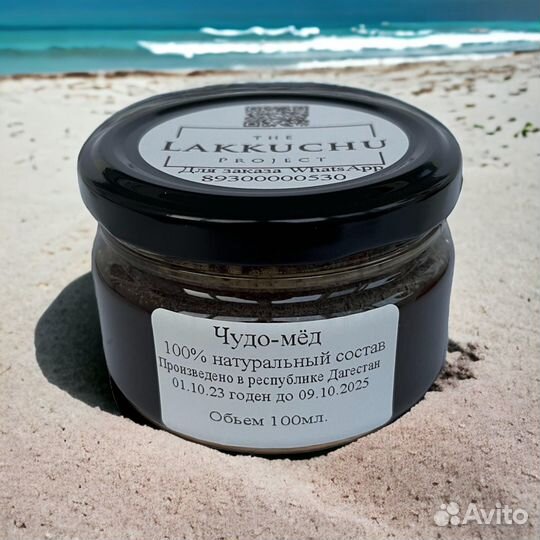 THE
LAKKUCHU
PROJECT
Для заказа WhatsApp
89300000530
Чудо-мёд
100% натуральный состав
Произведено в республике Дагестан
01.10.23 годен до 09.10.2025
Обьем 100мл.
Avito